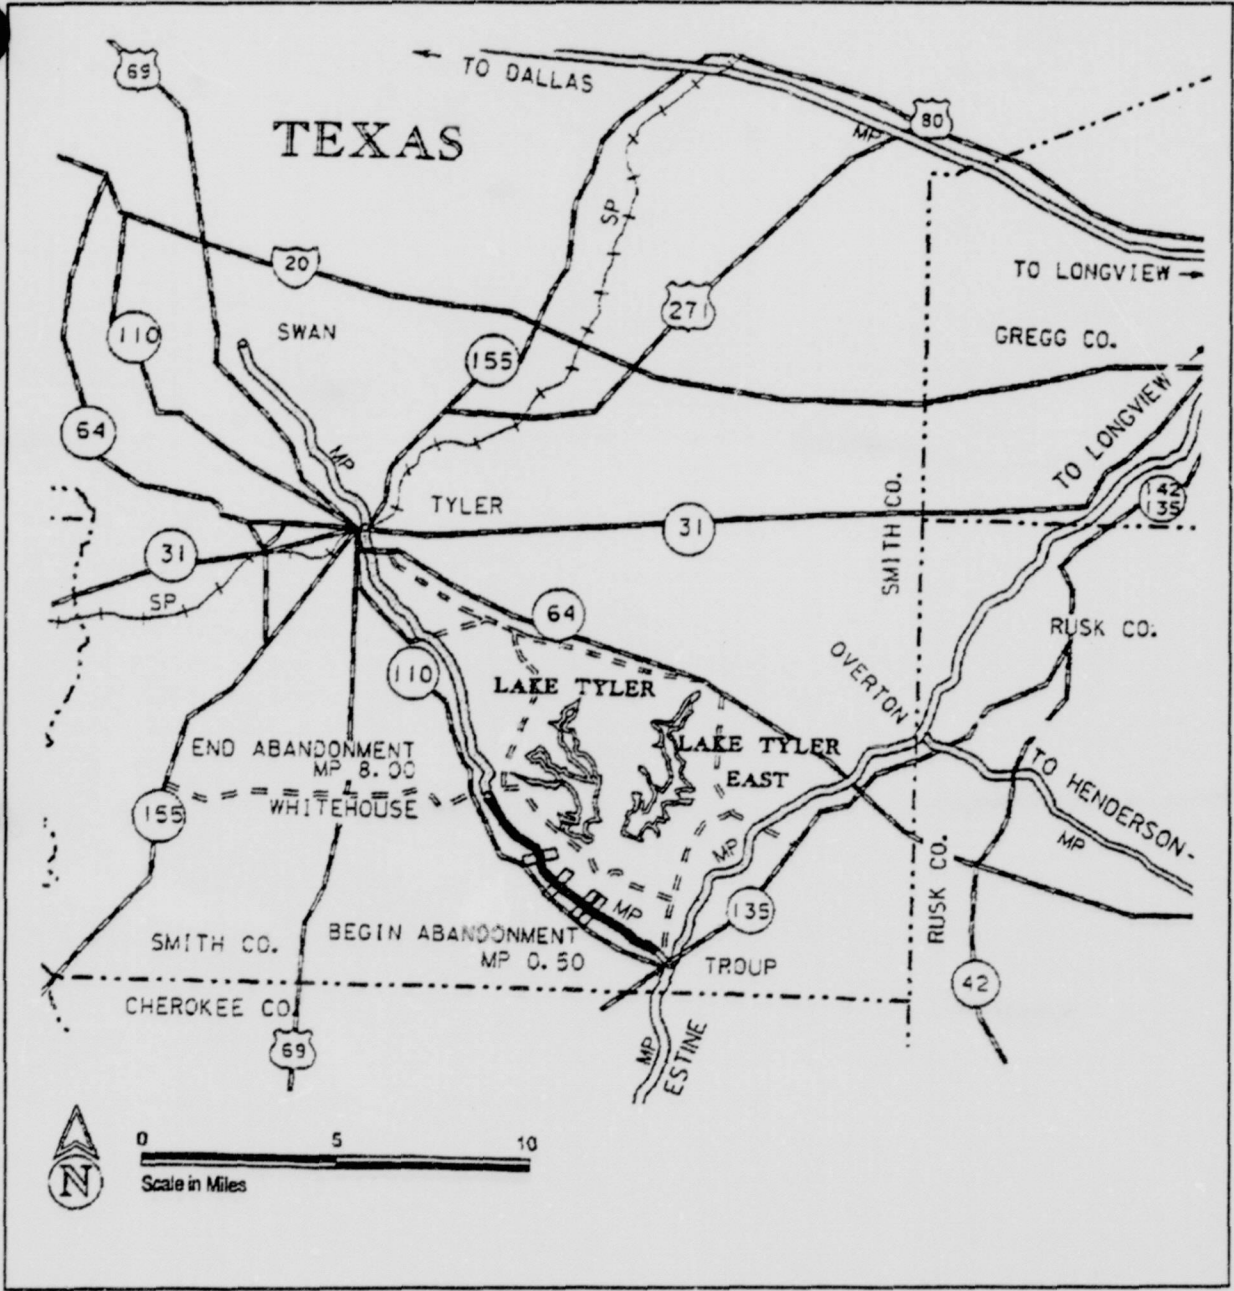 69
TO DALLAS
TEXAS
80
MP
SP
20
TO LONGVIEW
271
110
SWAN
155
GREGG CO.
TO LONGVIEW
64
MP
142
135
TYLER
31
SMITH CO.
31
SP
64
RUSK CO.
OVERTON
110
LAKE TYLER
END ABANDONMENT
MP 8.00
LAKE TYLER
EAST
TO HENDERSON
155
WHITEHOUSE
MP
MP
RUSK CO.
135
MP
SMITH CO.
BEGIN ABANDONMENT
MP 0.50
TROUP
42
CHEROKEE CO.
69
MP
ESTINE
N
0 5 10
Scale in Miles